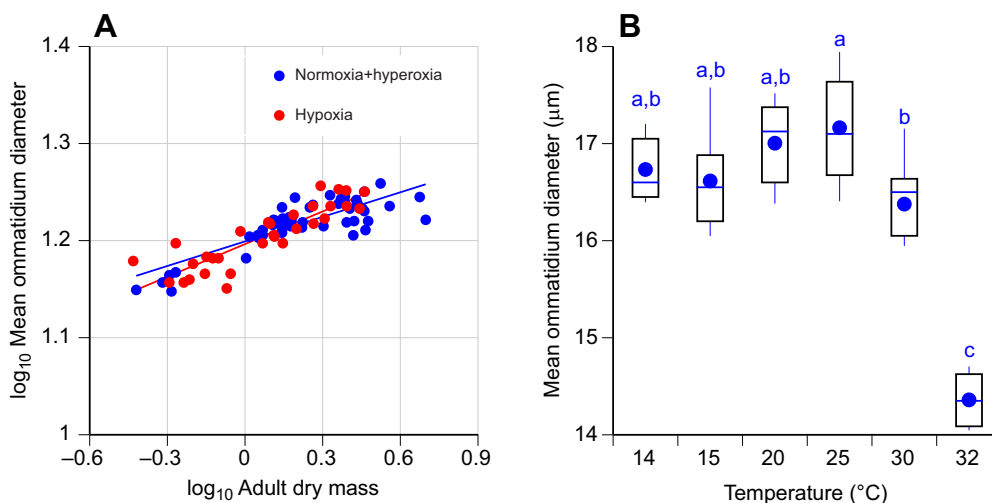 A
log10 Mean ommatidium diameter
1.4
1.3
1.2
1.1
1
Normoxia+hyperoxia
Hypoxia
–0.6
–0.3
0
0.3
0.6
0.9
log10 Adult dry mass
B
Mean ommatidium diameter (μm)
18
17
16
15
14
a,b
a,b
a,b
a
b
c
14
15
20
25
30
32
Temperature (°C)